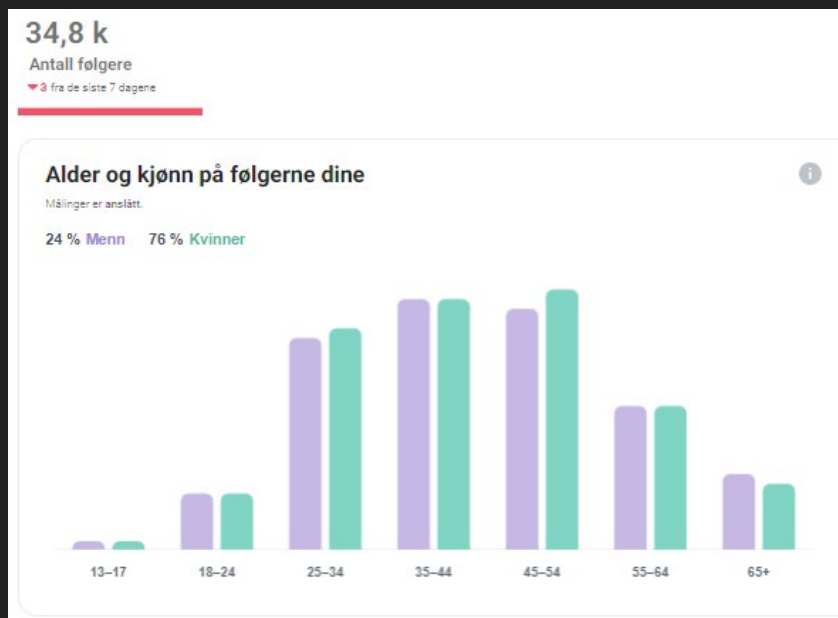 34,8 k
Antall følgere
3 fra de siste 7 dagene
Alder og kjønn på følgerne dine
Målinger er anslått.
24 % Menn 76 % Kvinner
13–17 18–24 25–34 35–44 45–54 55–64 65+